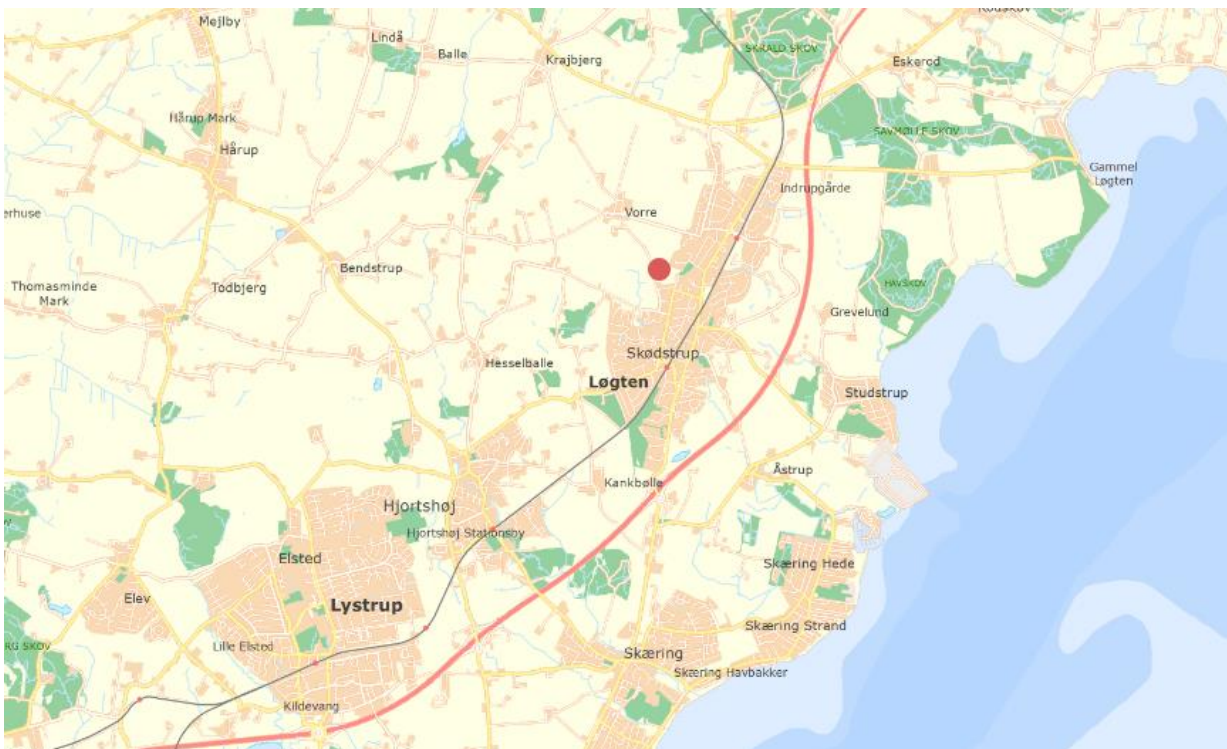 Mejlby
Lindå
Balle
Krajbjerg
SKRALD SKOV
Eskerod
Hårup Mark
Hårup
SAVMØLLE SKOV
Gammel
Løgten
Indrupgårde
erhuse
Vorre
Bendstrup
Thomasminde
Mark
Todbjerg
HAVSKOV
Grevelund
Hesselballe
Skødstrup
Løgten
Studstrup
Åstrup
Kankbølle
Hjortshøj
Hjortshøj Stationsby
Elsted
Skæring Hede
Elev
Lystrup
Skæring Strand
RG SKOV
Lille Elsted
Skæring
Skæring Havbakker
Kildevang